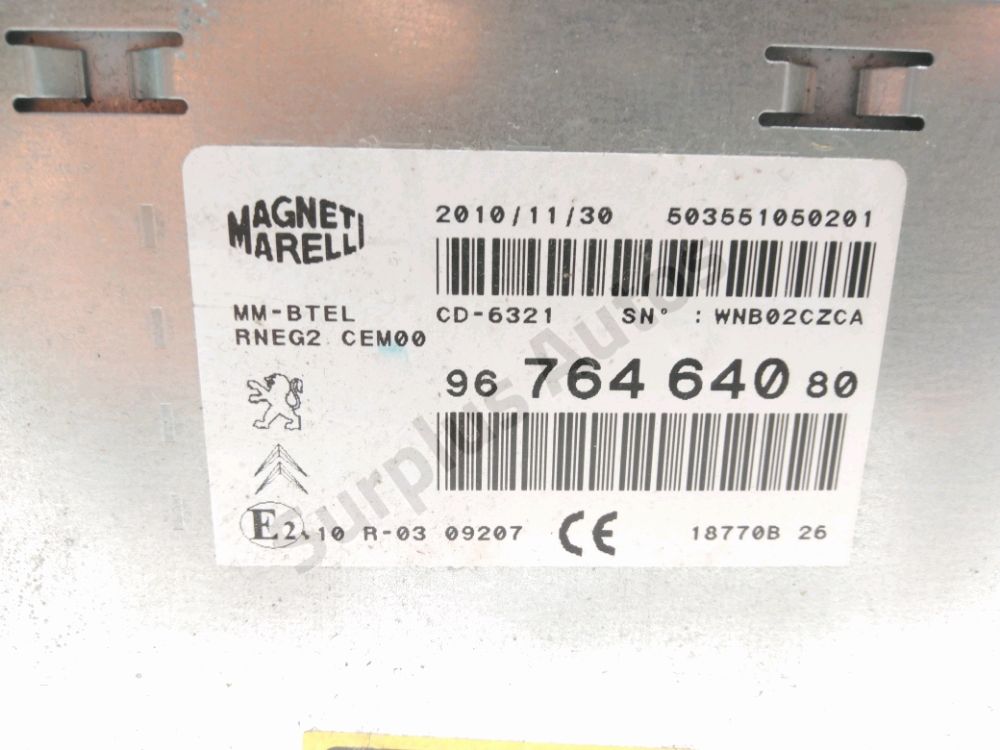 MAGNETI
MARELLI
2010/11/30 503551050201
MM-BTEL
RNEG2 CEM00
CD-6321 SN° : WNB02CZCA
96 764 640 80
E2 10 R-03 09207 CE 18770B 26
Surplus Autos